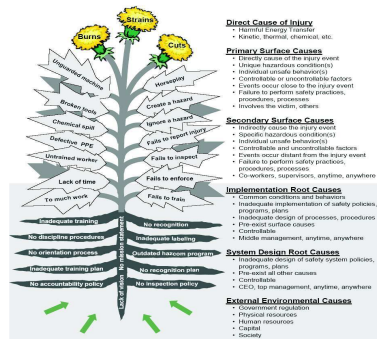 Strains
Burns
Cuts
Unguarded machine
Horseplay
Broken tools
Create a hazard
Chemical spill
Ignore a hazard
Defective PPE
Fails to report injury
Untrained worker
Fails to inspect
Lack of time
Fails to enforce
To much work
Fails to train
Inadequate training
No recognition
No discipline procedures
Inadequate labeling
No orientation process
Outdated hazcom program
Inadequate training plan
No recognition plan
No accountability policy
No inspection policy
Lack of vision
No mission statement
Direct Cause of Injury
• Harmful Energy Transfer
• Kinetic, thermal, chemical, etc.
Primary Surface Causes
• Directly cause the injury event
• Unique hazardous condition(s)
• Individual unsafe behavior(s)
• Controllable or uncontrollable factors
• Events occur close to the injury event
• Failure to perform safety practices,
procedures, processes
• Involves the victim, others
Secondary Surface Causes
• Indirectly cause the injury event
• Specific hazardous condition(s)
• Individual unsafe behavior(s)
• Controllable and uncontrollable factors
• Events occur distant from the injury event
• Failure to perform safety practices,
procedures, processes
• Co-workers, supervisors, anytime, anywhere
Implementation Root Causes
• Common conditions and behaviors
• Inadequate implementation of safety policies,
programs, plans
• Inadequate design of processes, procedures
• Pre-exist surface causes
• Controllable
• Middle management, anytime, anywhere
System Design Root Causes
• Inadequate design of safety system policies,
programs, plans
• Pre-exist all other causes
• Controllable
• CEO, top management, anytime, anywhere
External Environmental Causes
• Government regulation
• Physical resources
• Human resources
• Capital
• Society